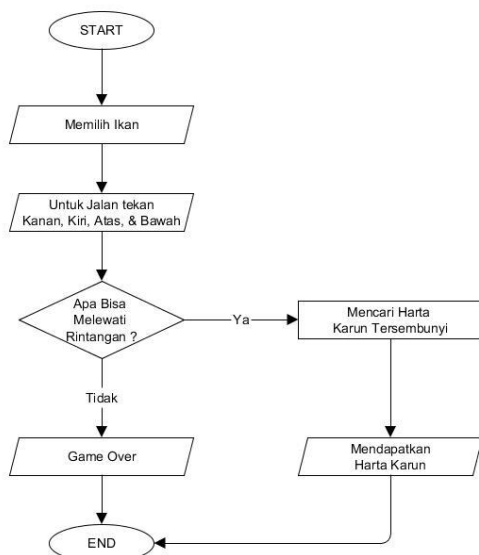 START
Memilih Ikan
Untuk Jalan tekan
Kanan, Kiri, Atas, & Bawah
Apa Bisa
Melewati
Rintangan ?
Ya
Mencari Harta
Karun Tersembunyi
Tidak
Game Over
Mendapatkan
Harta Karun
END